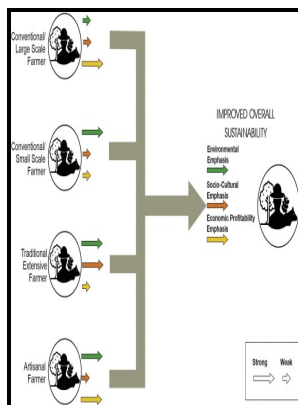 Conventional/
Large Scale
Farmer
Conventional/
Small Scale
Farmer
Traditional
Extensive
Farmer
Artisanal
Farmer
IMPROVED OVERALL
SUSTAINABILITY
Environmental
Emphasis
Socio-Cultural
Emphasis
Economic Profitability
Emphasis
Strong Weak